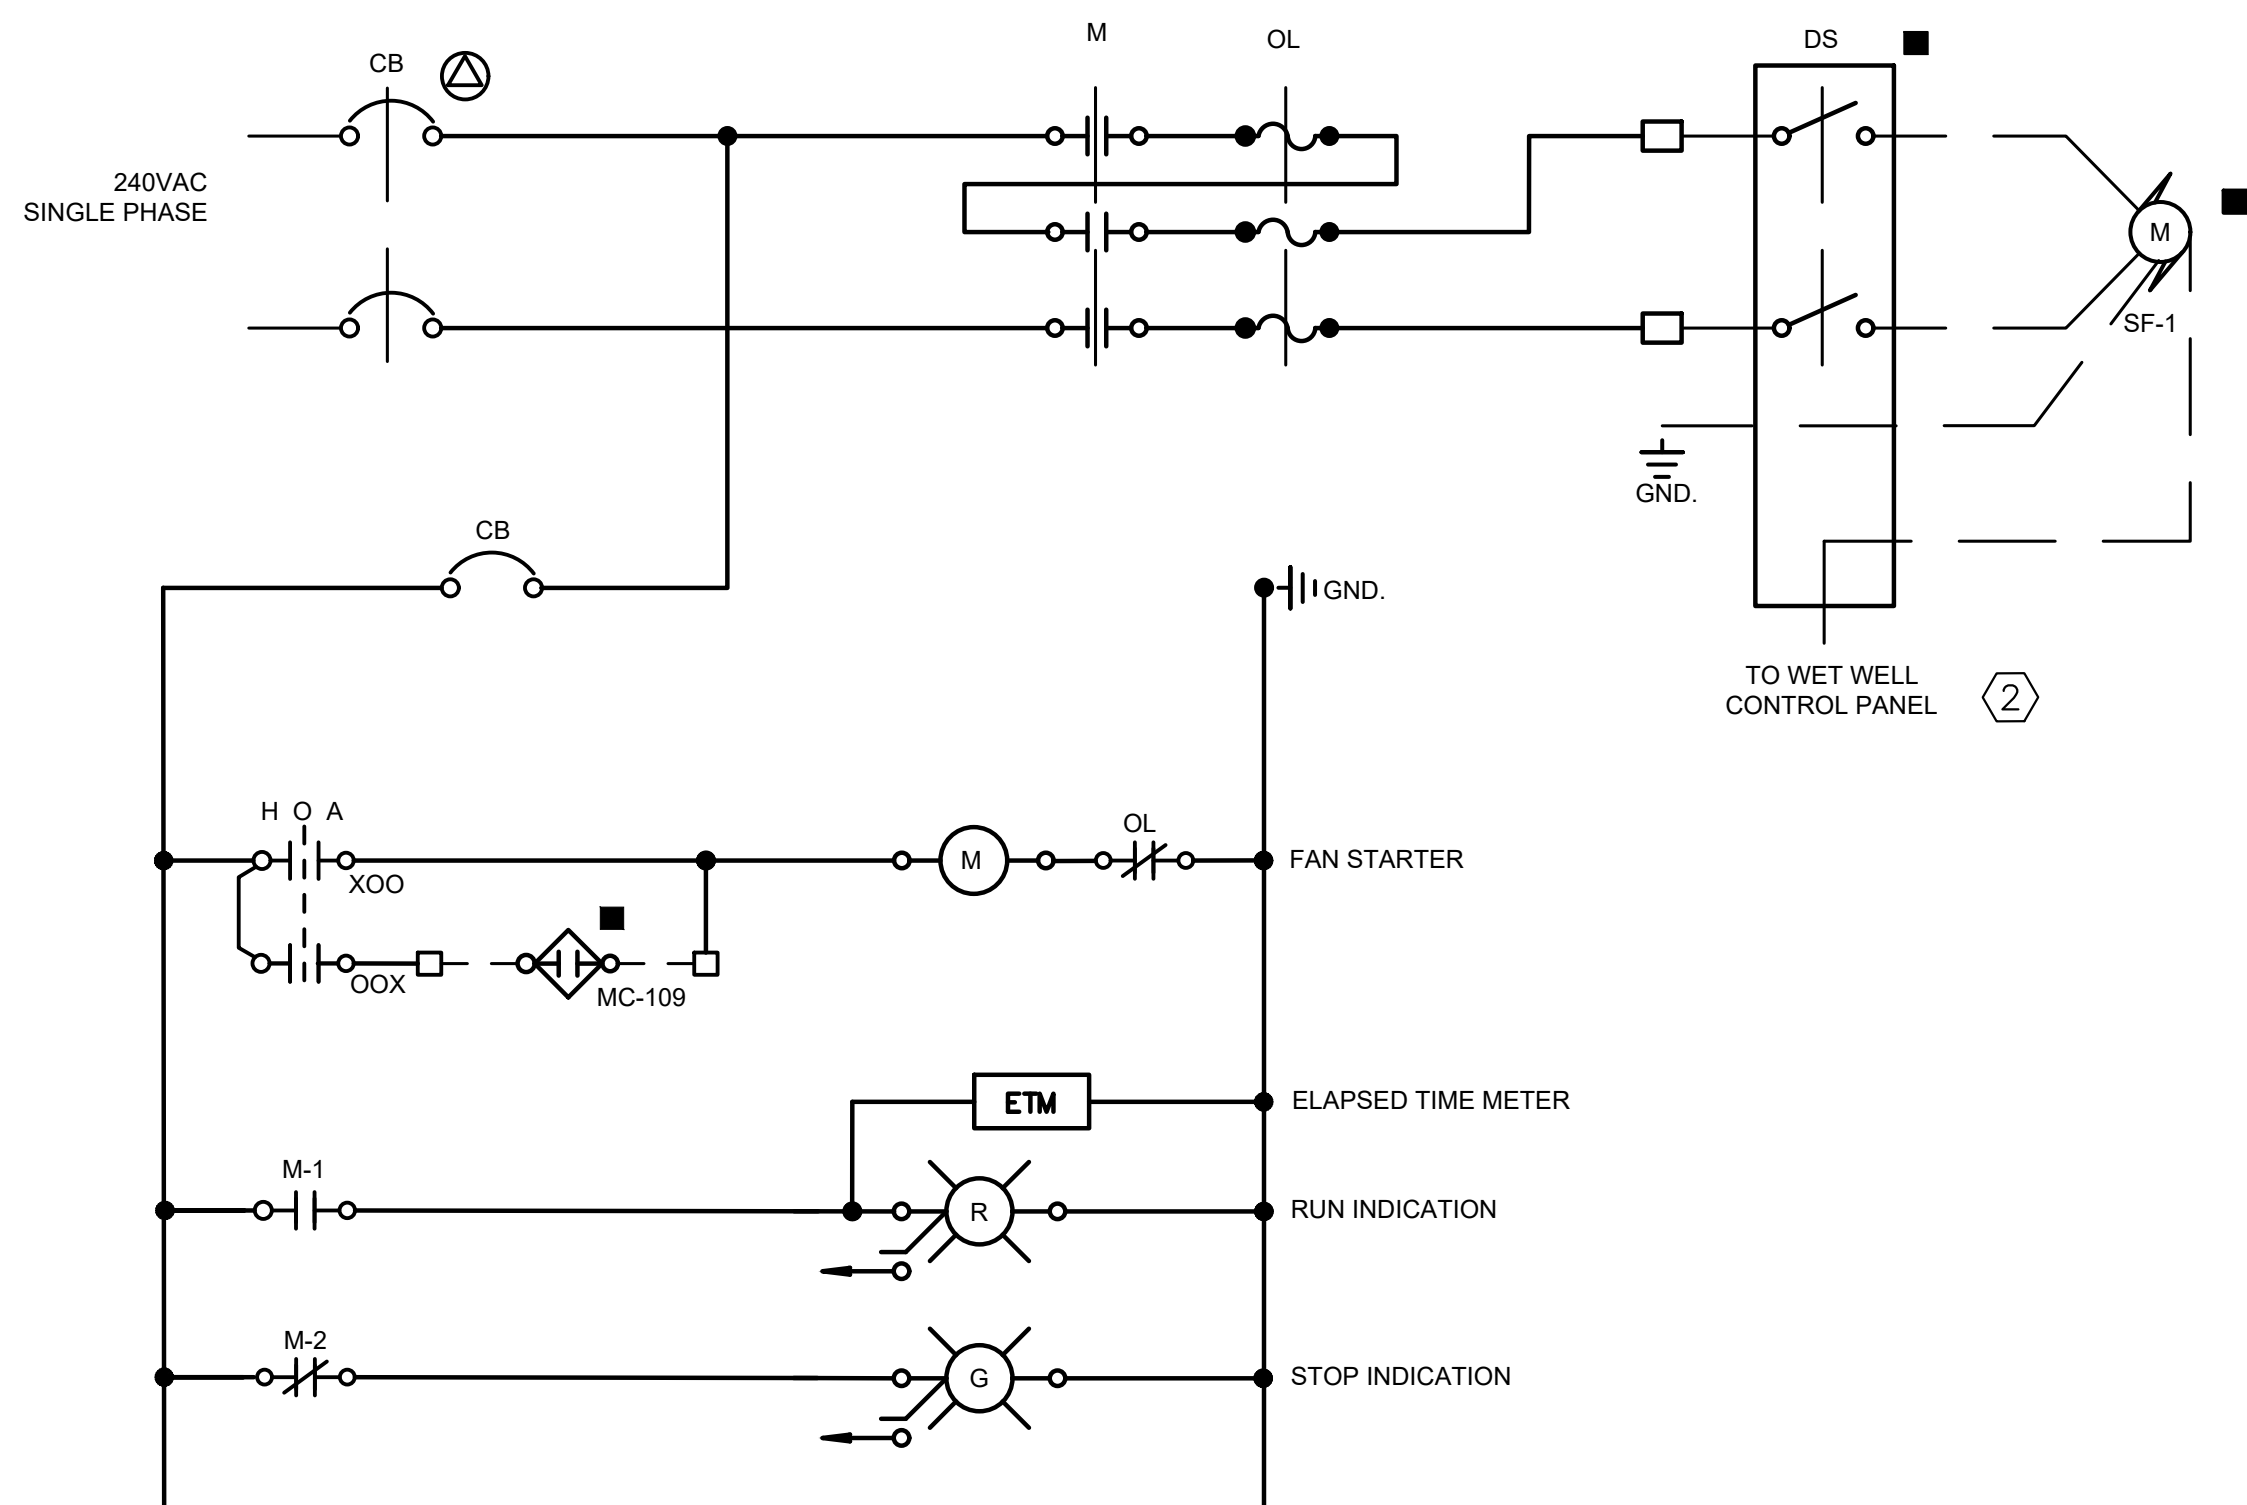 M
OL
DS
CB
240VAC
SINGLE PHASE
M
SF-1
GND.
CB
GND.
TO WET WELL
CONTROL PANEL
2
H O A
OL
M
FAN STARTER
XOO
OOX
MC-109
ETM
ELAPSED TIME METER
M-1
R
RUN INDICATION
M-2
G
STOP INDICATION